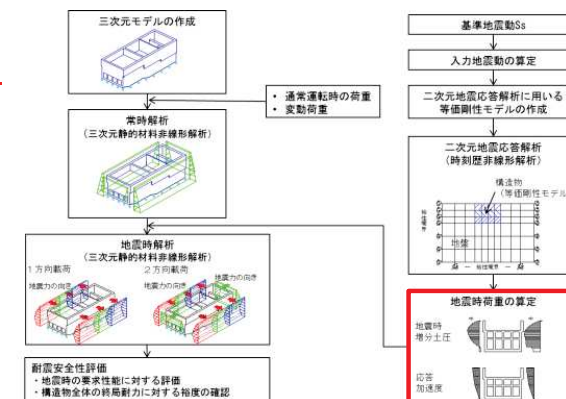 三次元モデルの作成
・ 通常運転時の荷重
・ 変動荷重
常時解析
(三次元静的材料非線形解析)
地震時解析
(三次元静的材料非線形解析)
1方向載荷
2方向載荷
地震力の向き
地震力の向き
地震力の向き
耐震安全性評価
・地震時の要求性能に対する評価
・構造物全体の終局耐力に対する裕度の確認
基準地震動Ss
入力地震動の算定
二次元地震応答解析に用いる
等価剛性モデルの作成
二次元地震応答解析
(時刻歴非線形解析)
構造物
(等価剛性モデル
地盤
粘性境界
地震時荷重の算定
地震時
増分土圧
応答
加速度